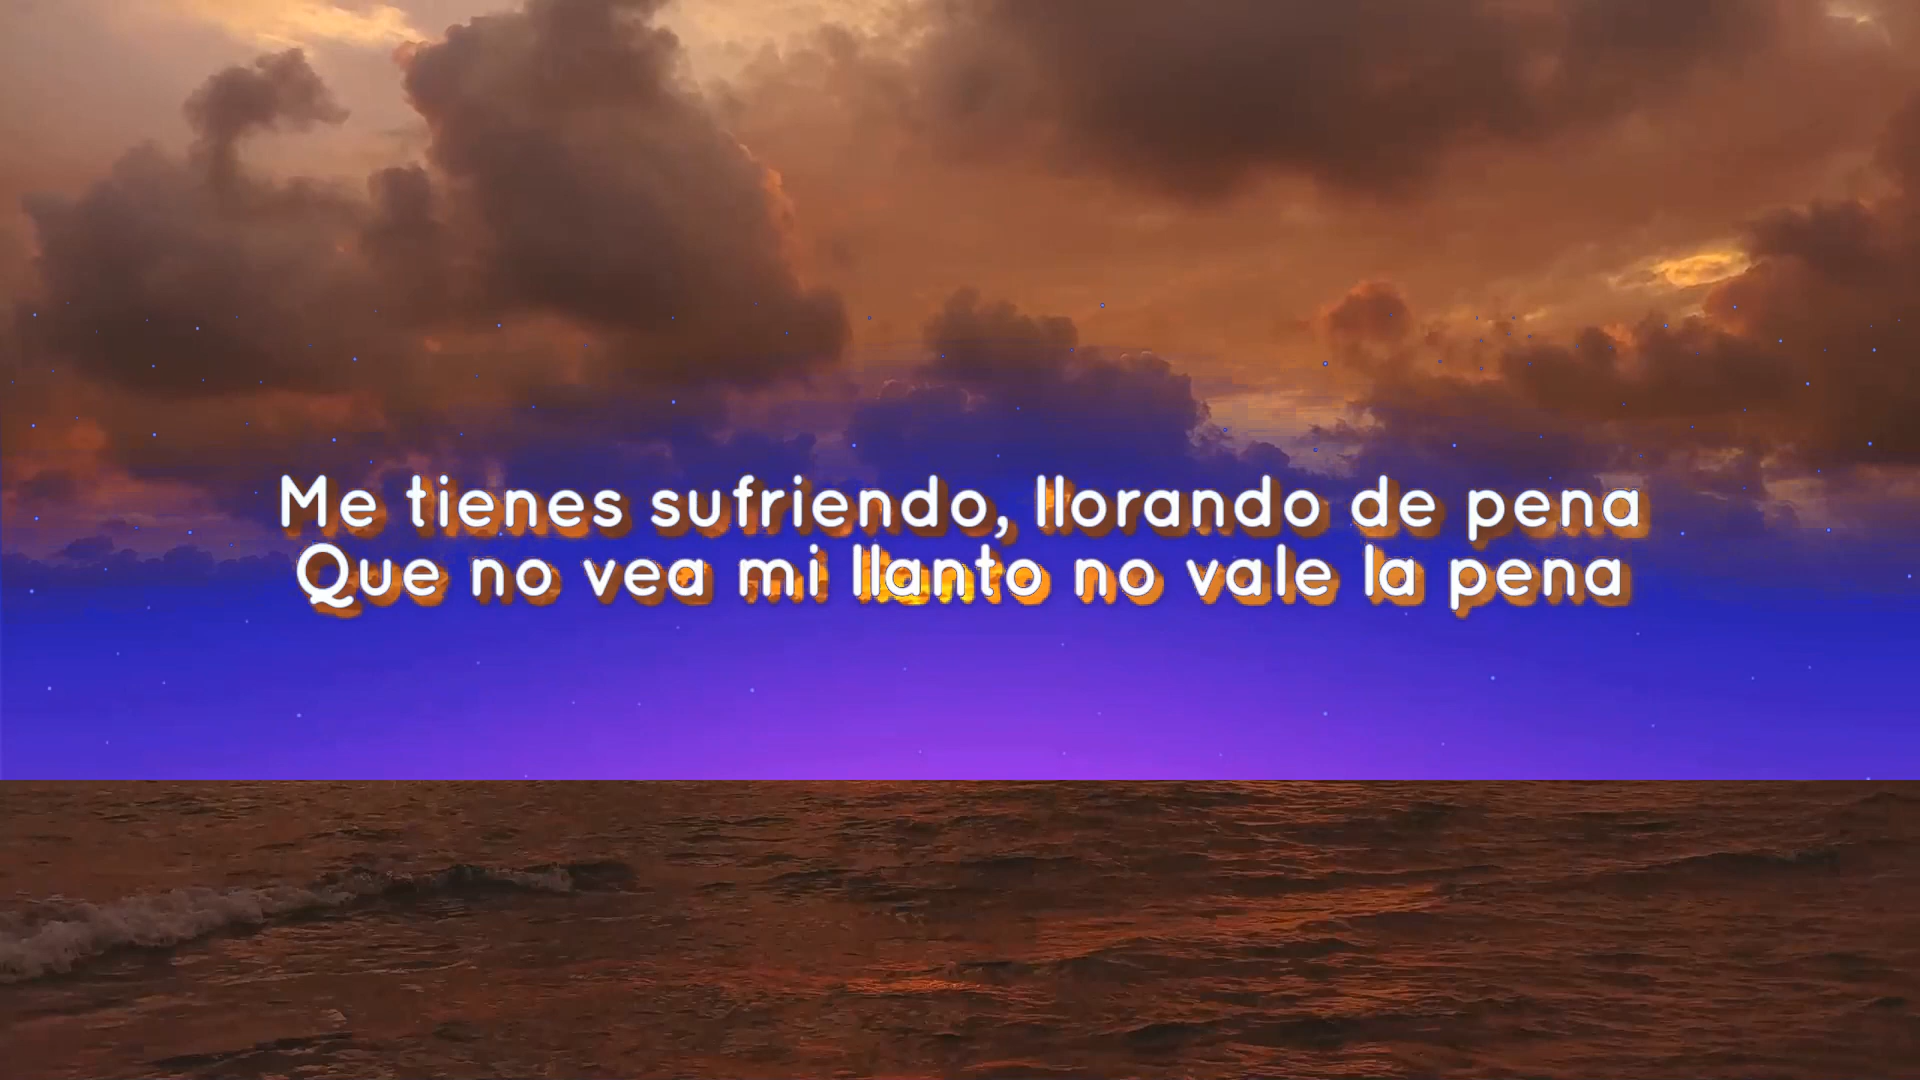 Me tienes sufriendo, llorando de pena
Que no vea mi llanto no vale la pena